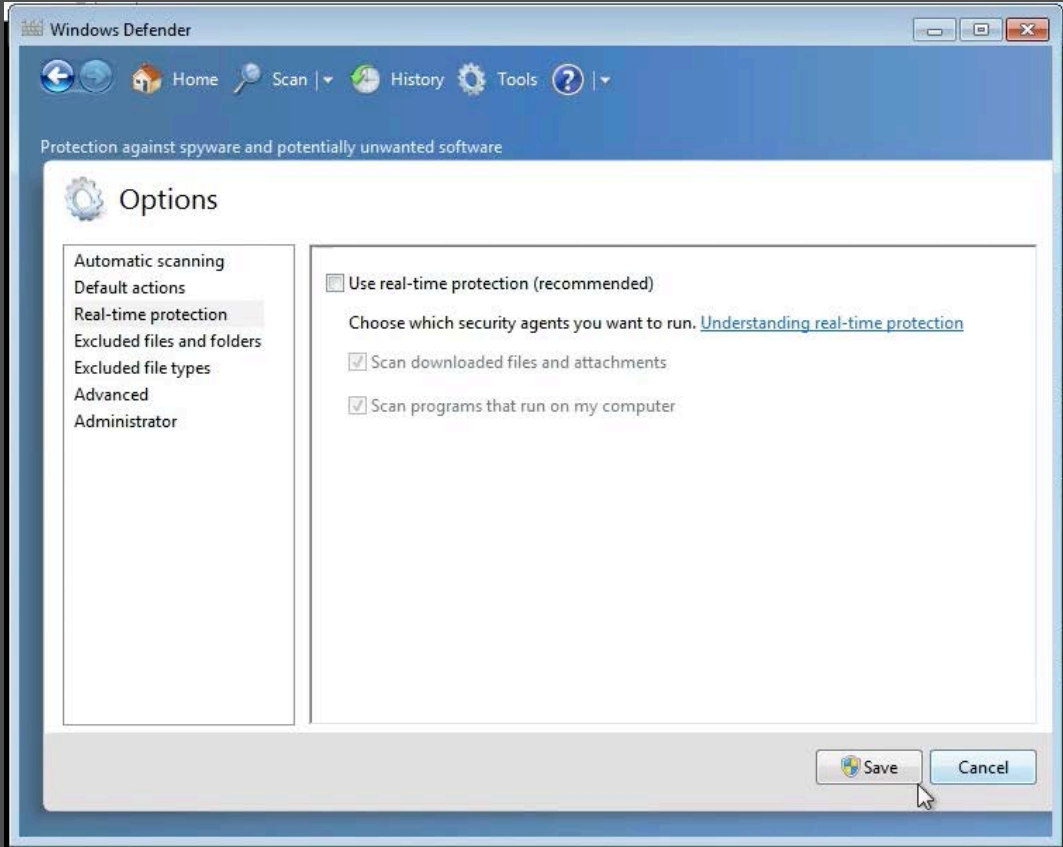 Windows Defender
Home Scan History Tools
Protection against spyware and potentially unwanted software
Options
Automatic scanning
Default actions
Real-time protection
Excluded files and folders
Excluded file types
Advanced
Administrator
Use real-time protection (recommended)
Choose which security agents you want to run. Understanding real-time protection
Scan downloaded files and attachments
Scan programs that run on my computer
Save Cancel